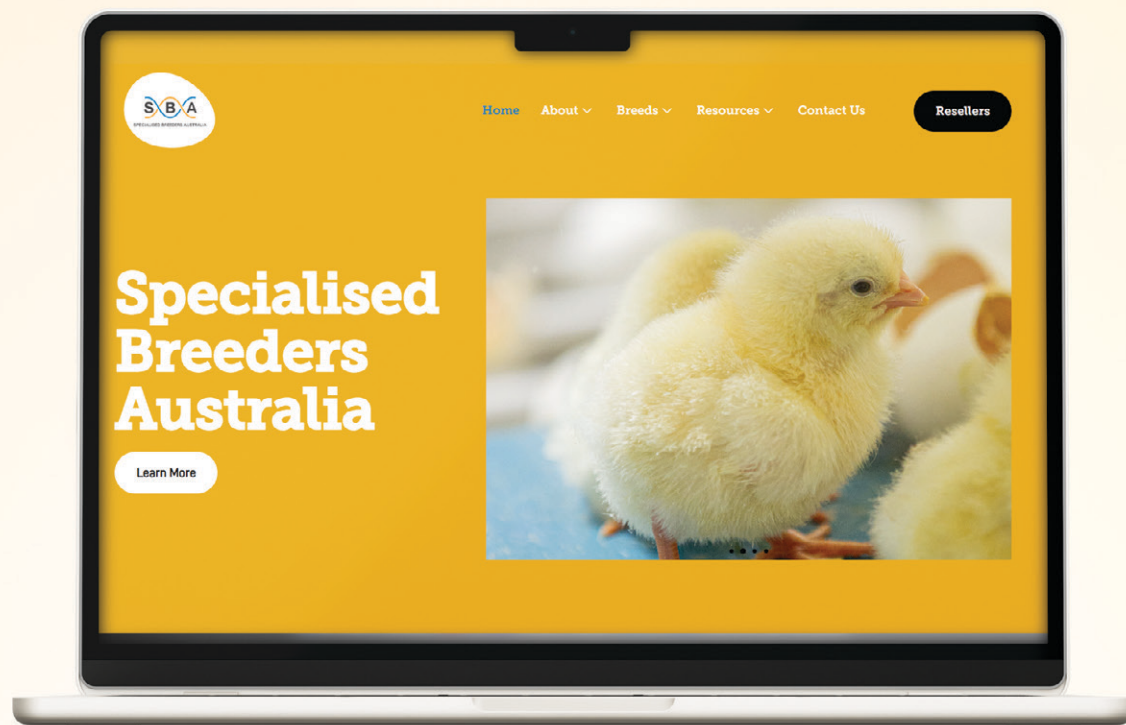 SBA
SPECIALISED BREEDERS AUSTRALIA
Home About Breeds Resources Contact Us Resellers
Specialised
Breeders
Australia
Learn More